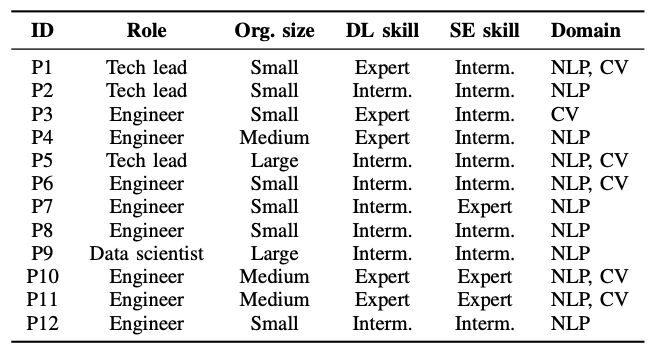 ID Role Org. size DL skill SE skill Domain
P1 Tech lead Small Expert Interm. NLP, CV
P2 Tech lead Small Interm. Interm. NLP
P3 Engineer Small Expert Interm. CV
P4 Engineer Medium Expert Interm. NLP
P5 Tech lead Large Interm. Interm. NLP, CV
P6 Engineer Small Interm. Interm. NLP, CV
P7 Engineer Small Interm. Expert NLP
P8 Engineer Small Interm. Interm. NLP
P9 Data scientist Large Interm. Interm. NLP
P10 Engineer Medium Expert Expert NLP, CV
P11 Engineer Medium Expert Expert NLP, CV
P12 Engineer Small Interm. Interm. NLP